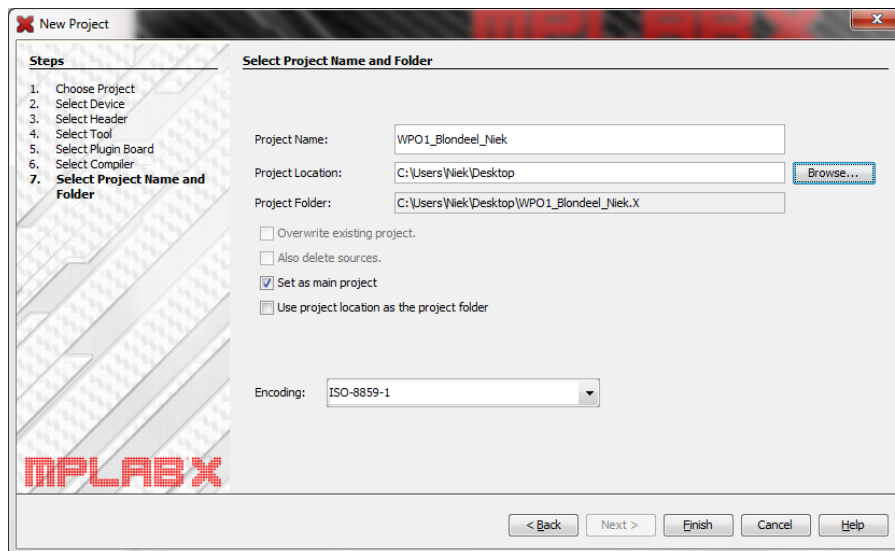 New Project
MPLABX
Steps
1. Choose Project
2. Select Device
3. Select Header
4. Select Tool
5. Select Plugin Board
6. Select Compiler
7. Select Project Name and
Folder
MPLABX
Select Project Name and Folder
Project Name: WPO1_Blondeel_Niek
Project Location: C:\Users\Niek\Desktop Browse...
Project Folder: C:\Users\Niek\Desktop\WPO1_Blondeel_Niek.X
Overwrite existing project.
Also delete sources.
Set as main project
Use project location as the project folder
Encoding: ISO-8859-1
< Back Next > Finish Cancel Help